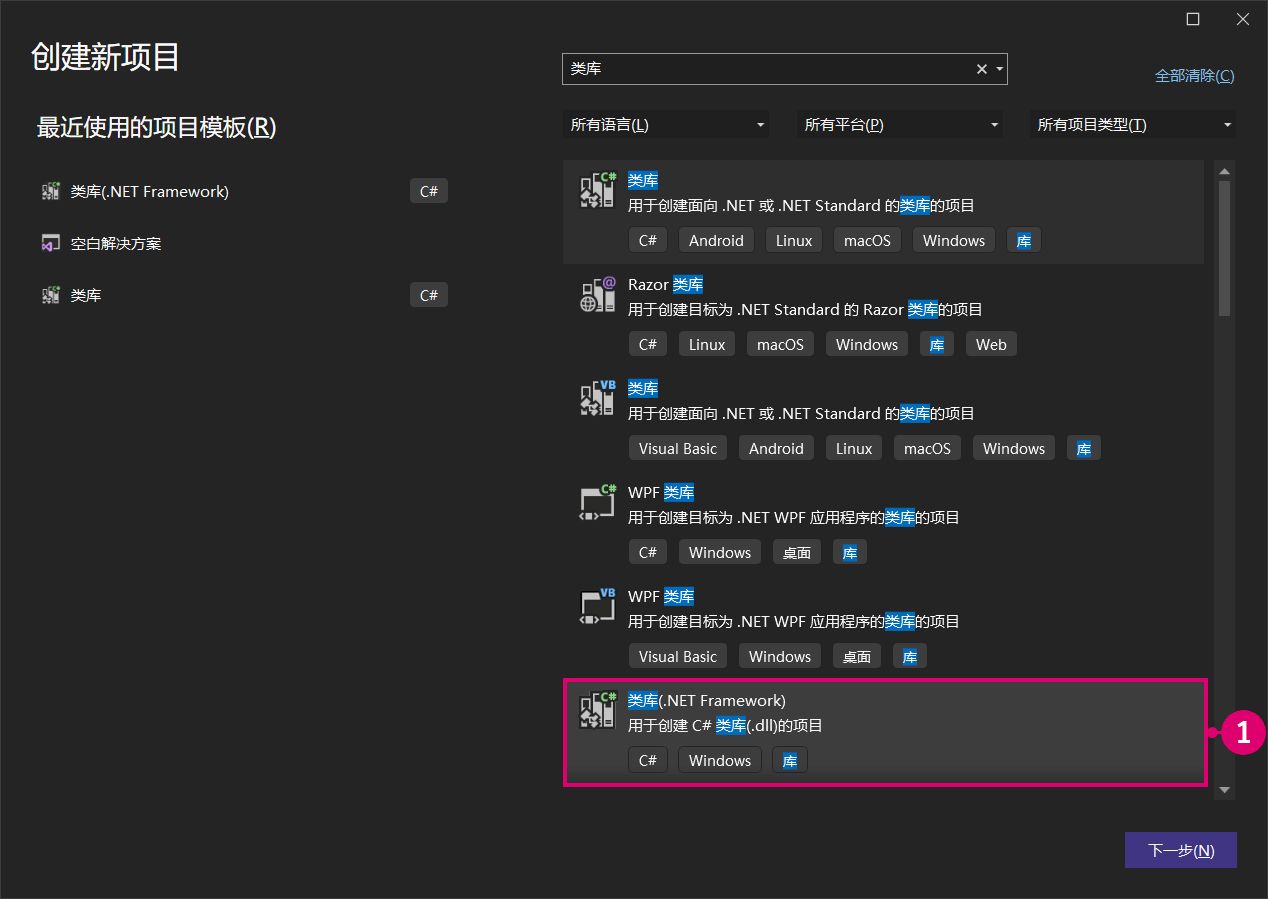 创建新项目
类库
全部清除(C)
最近使用的项目模板(R)
所有语言(L) 所有平台(P) 所有项目类型(T)
类库(.NET Framework) C#
空白解决方案
类库 C#
C#
类库
用于创建面向 .NET 或 .NET Standard 的类库的项目
C# Android Linux macOS Windows 库
@
Razor 类库
用于创建目标为 .NET Standard 的 Razor 类库的项目
C# Linux macOS Windows 库 Web
VB
类库
用于创建面向 .NET 或 .NET Standard 的类库的项目
Visual Basic Android Linux macOS Windows 库
C#
WPF 类库
用于创建目标为 .NET WPF 应用程序的类库的项目
C# Windows 桌面 库
VB
WPF 类库
用于创建目标为 .NET WPF 应用程序的类库的项目
Visual Basic Windows 桌面 库
C#
类库(.NET Framework)
用于创建 C# 类库(.dll)的项目
C# Windows 库
1
下一步(N)